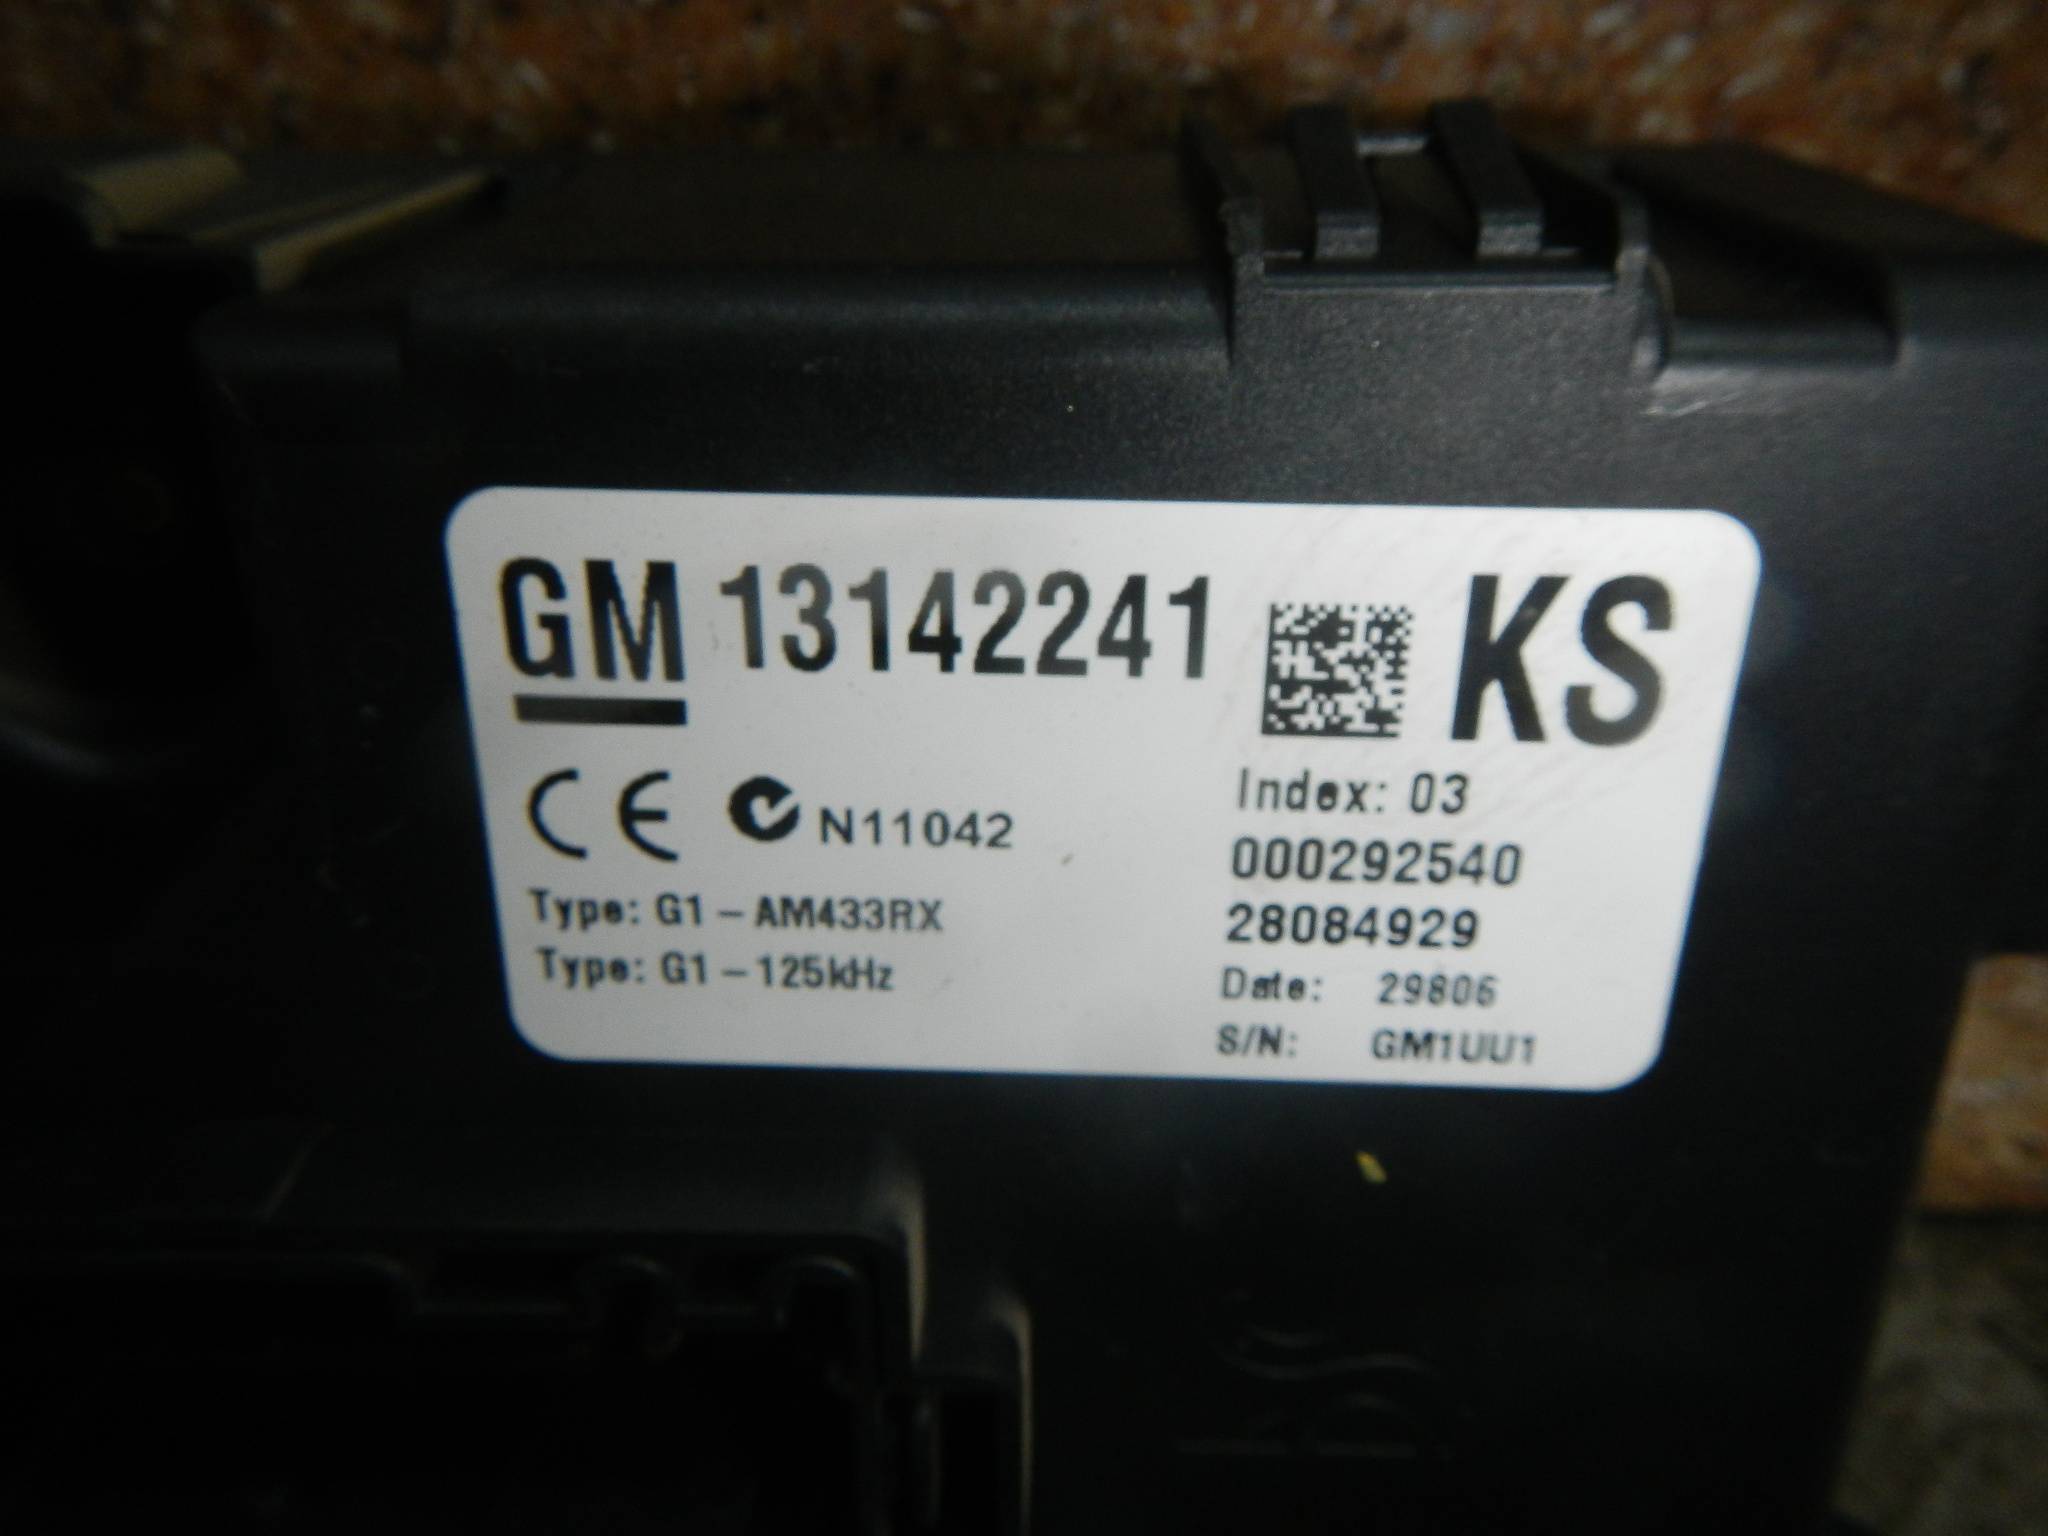 GM 13142241 KS
CE N11042
Type: G1-AM433RX
Type: G1-125kHz
Index: 03
000292540
28084929
Date: 29806
S/N: GM1UU1